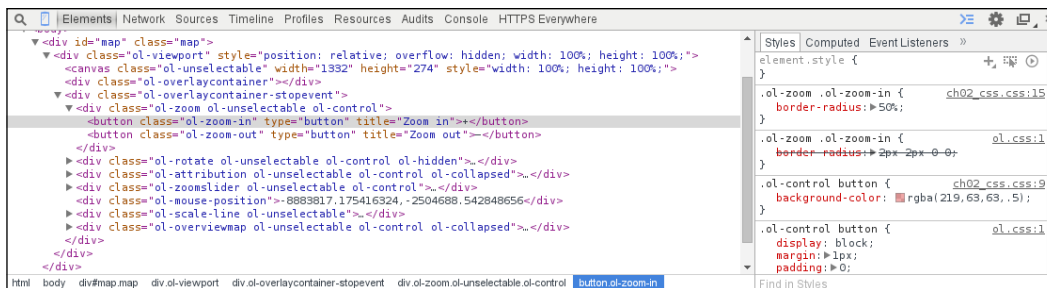 Elements Network Sources Timeline Profiles Resources Audits Console HTTPS Everywhere
▼<div id="map" class="map">
▼<div class="ol-viewport" style="position: relative; overflow: hidden; width: 100%; height: 100%;">
<canvas class="ol-unselectable" width="1332" height="274" style="width: 100%; height: 100%;">
<div class="ol-overlaycontainer"></div>
▼<div class="ol-overlaycontainer-stopevent">
▼<div class="ol-zoom ol-unselectable ol-control">
<button class="ol-zoom-in" type="button" title="Zoom in">+</button>
<button class="ol-zoom-out" type="button" title="Zoom out">−</button>
</div>
▶<div class="ol-rotate ol-unselectable ol-control ol-hidden">…</div>
▶<div class="ol-attribution ol-unselectable ol-control ol-collapsed">…</div>
▶<div class="ol-zoomslider ol-unselectable ol-control">…</div>
<div class="ol-mouse-position">-8883817.175416324,-2504688.542848656</div>
▶<div class="ol-scale-line ol-unselectable">…</div>
▶<div class="ol-overviewmap ol-unselectable ol-control ol-collapsed">…</div>
</div>
</div>
</div>
html body div#map.map div.ol-viewport div.ol-overlaycontainer-stopevent div.ol-zoom.ol-unselectable.ol-control button.ol-zoom-in
Styles Computed Event Listeners »
element.style {
}
.ol-zoom .ol-zoom-in { ch02_css.css:15
border-radius:▶50%;
}
.ol-zoom .ol-zoom-in { ol.css:1
border-radius:▶2px 2px 0 0;
}
.ol-control button { ch02_css.css:9
background-color: rgba(219,63,63,.5);
}
.ol-control button { ol.css:1
display: block;
margin:▶1px;
padding:▶0;
Find in Styles